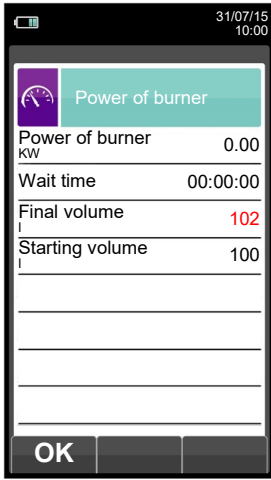 31/07/15
10:00
Power of burner
Power of burner 0.00
KW
Wait time 00:00:00
Final volume 102
l
Starting volume 100
l
OK